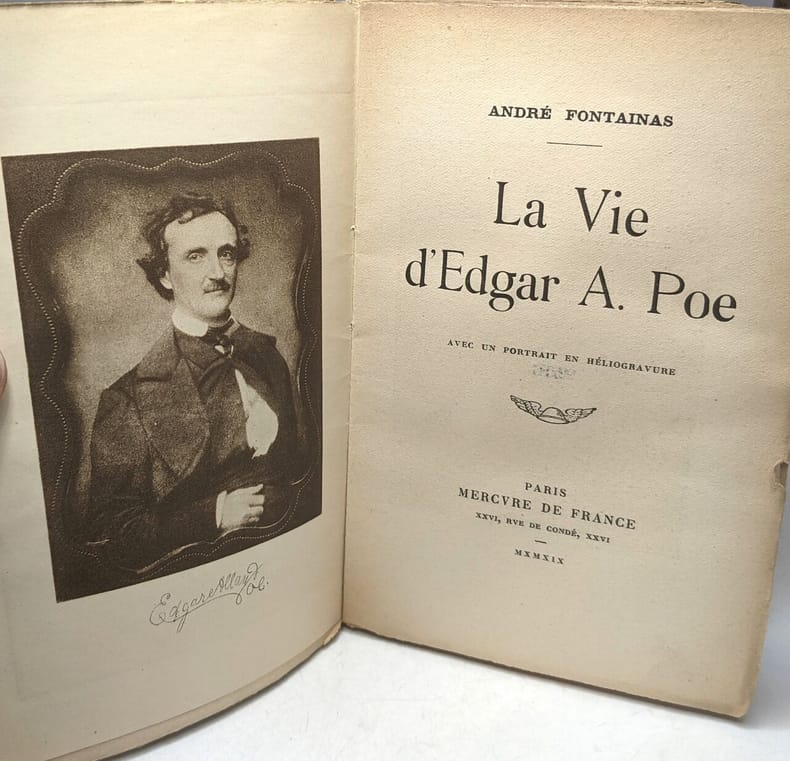 Edgar Allan Poe.
ANDRÉ FONTAINAS
La Vie
d'Edgar A. Poe
AVEC UN PORTRAIT EN HÉLIOGRAVURE
PARIS
MERCVRE DE FRANCE
XXVI, RVE DE CONDÉ, XXVI
MXMXIX